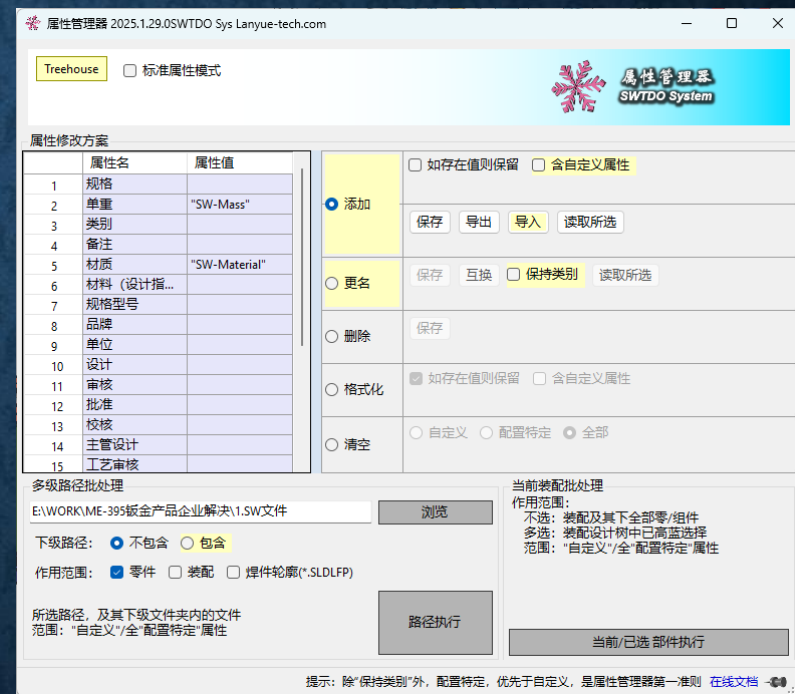 属性管理器 2025.1.29.0SWTDO Sys Lanyue-tech.com
Treehouse 标准属性模式
属性管理器
SWTDO System
属性修改方案
属性名 属性值
1 规格
2 单重 "SW-Mass"
3 类别
4 备注
5 材质 "SW-Material"
6 材料（设计指...
7 规格型号
8 品牌
9 单位
10 设计
11 审核
12 批准
13 校核
14 主管设计
15 工艺审核
添加 如存在值则保留 含自定义属性
保存 导出 导入 读取所选
更名 保存 互换 保持类别 读取所选
删除 保存
格式化 如存在值则保留 含自定义属性
清空 自定义 配置特定 全部
多级路径批处理
E:\WORK\ME-395钣金产品企业解决\1.SW文件 浏览
下级路径： 不包含 包含
作用范围： 零件 装配 焊件轮廓(*.SLDLFP)
所选路径，及其下级文件夹内的文件
范围："自定义"/全"配置特定"属性
路径执行
当前装配批处理
作用范围：
不选：装配及其下全部零/组件
多选：装配设计树中已高蓝选择
范围："自定义"/全"配置特定"属性
当前/已选 部件执行
提示：除"保持类别"外，配置特定，优先于自定义，是属性管理器第一准则 在线文档